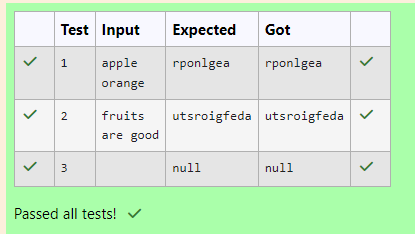 Test Input Expected Got
1 apple rponlgea rponlgea
orange
2 fruits utsroigfeda utsroigfeda
are good
3 null null
Passed all tests!